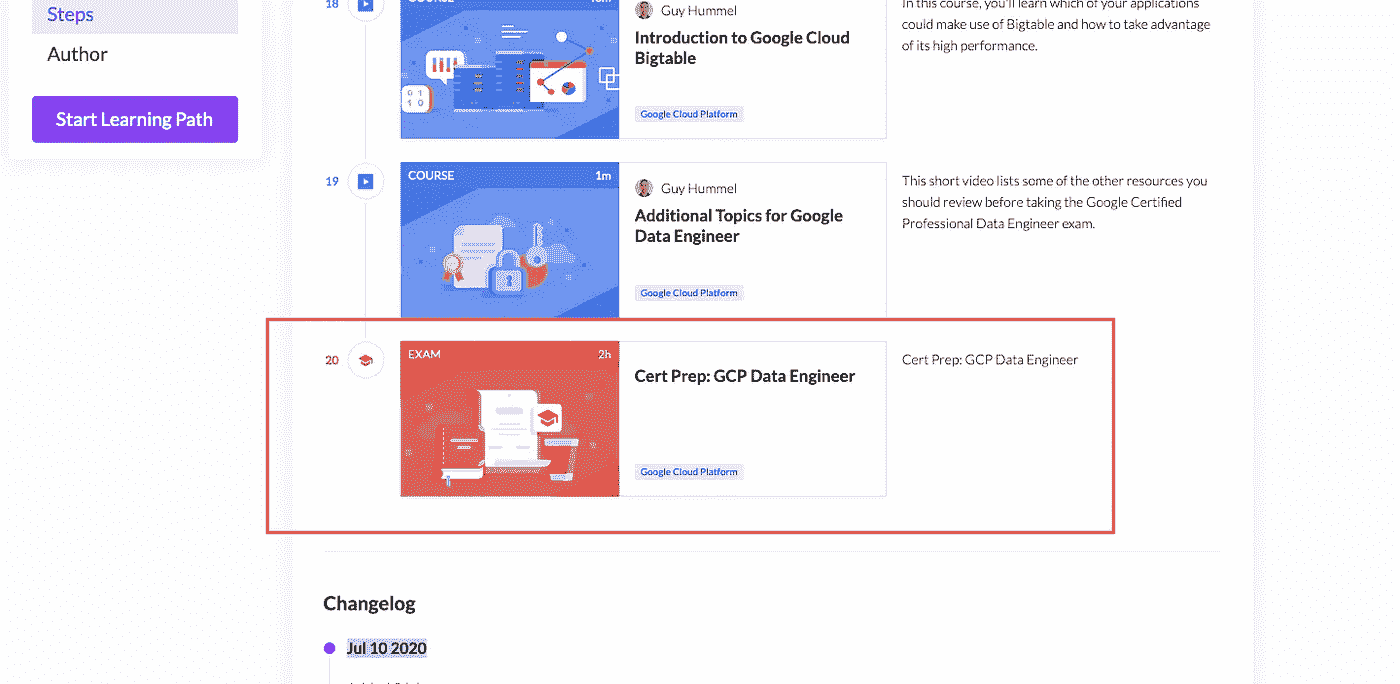 Steps
Author
Start Learning Path
18
Guy Hummel
Introduction to Google Cloud
Bigtable
Google Cloud Platform
In this course, you'll learn which of your applications
could make use of Bigtable and how to take advantage
of its high performance.
19
COURSE 1m
Guy Hummel
Additional Topics for Google
Data Engineer
Google Cloud Platform
This short video lists some of the other resources you
should review before taking the Google Certified
Professional Data Engineer exam.
20
EXAM 2h
Cert Prep: GCP Data Engineer
Google Cloud Platform
Cert Prep: GCP Data Engineer
Changelog
Jul 10 2020